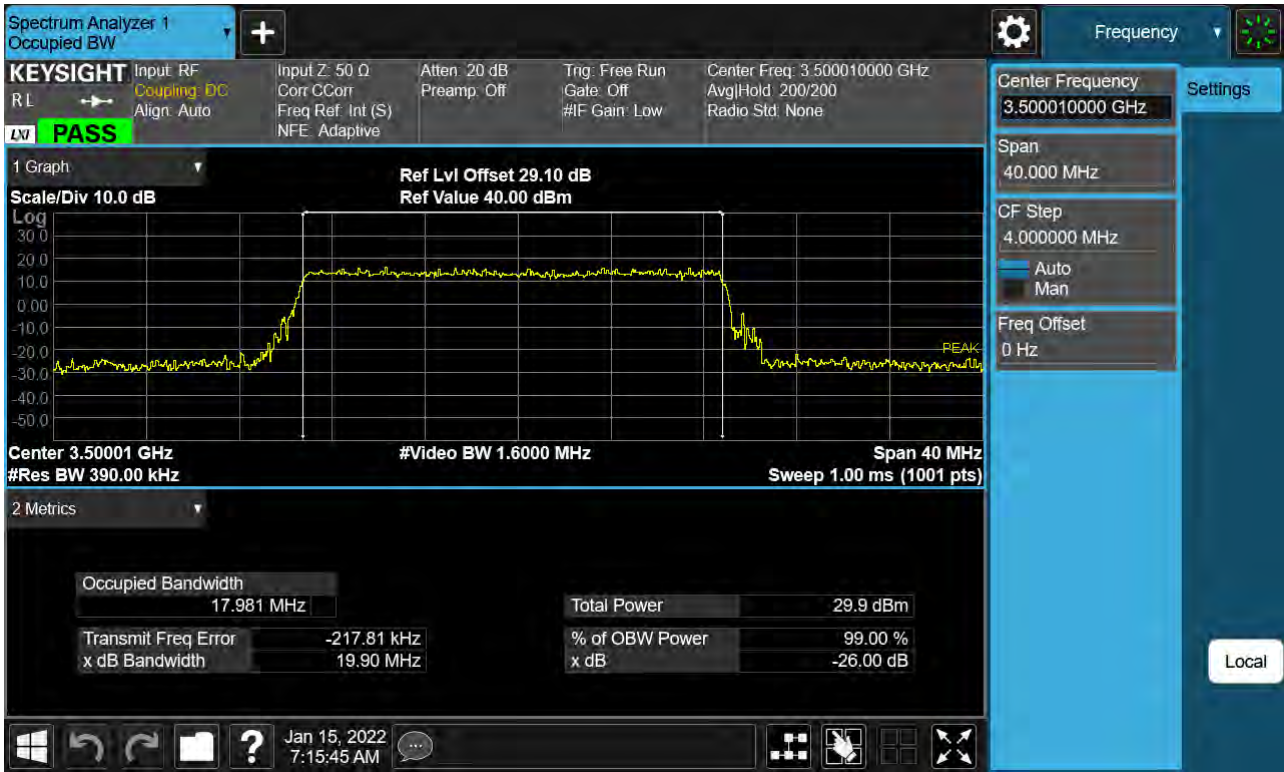 Spectrum Analyzer 1
Occupied BW
+
Frequency
KEYSIGHT
R L
LXI
PASS
Input: RF
Coupling: DC
Align: Auto
Input Z: 50 Ω
Corr CCorr
Freq Ref: Int (S)
NFE: Adaptive
Atten: 20 dB
Preamp: Off
Trig: Free Run
Gate: Off
#IF Gain: Low
Center Freq: 3.500010000 GHz
Avg|Hold: 200/200
Radio Std: None
Center Frequency
3.500010000 GHz
Settings
Span
40.000 MHz
CF Step
4.000000 MHz
Auto
Man
Freq Offset
0 Hz
Local
1 Graph
Scale/Div 10.0 dB
Ref Lvl Offset 29.10 dB
Ref Value 40.00 dBm
Log
30.0
20.0
10.0
0.00
-10.0
-20.0
-30.0
-40.0
-50.0
PEAK
Center 3.50001 GHz
#Video BW 1.6000 MHz
Span 40 MHz
#Res BW 390.00 kHz
Sweep 1.00 ms (1001 pts)
2 Metrics
Occupied Bandwidth
17.981 MHz
Total Power 29.9 dBm
Transmit Freq Error -217.81 kHz
% of OBW Power 99.00 %
x dB Bandwidth 19.90 MHz
x dB -26.00 dB
?
Jan 15, 2022
7:15:45 AM